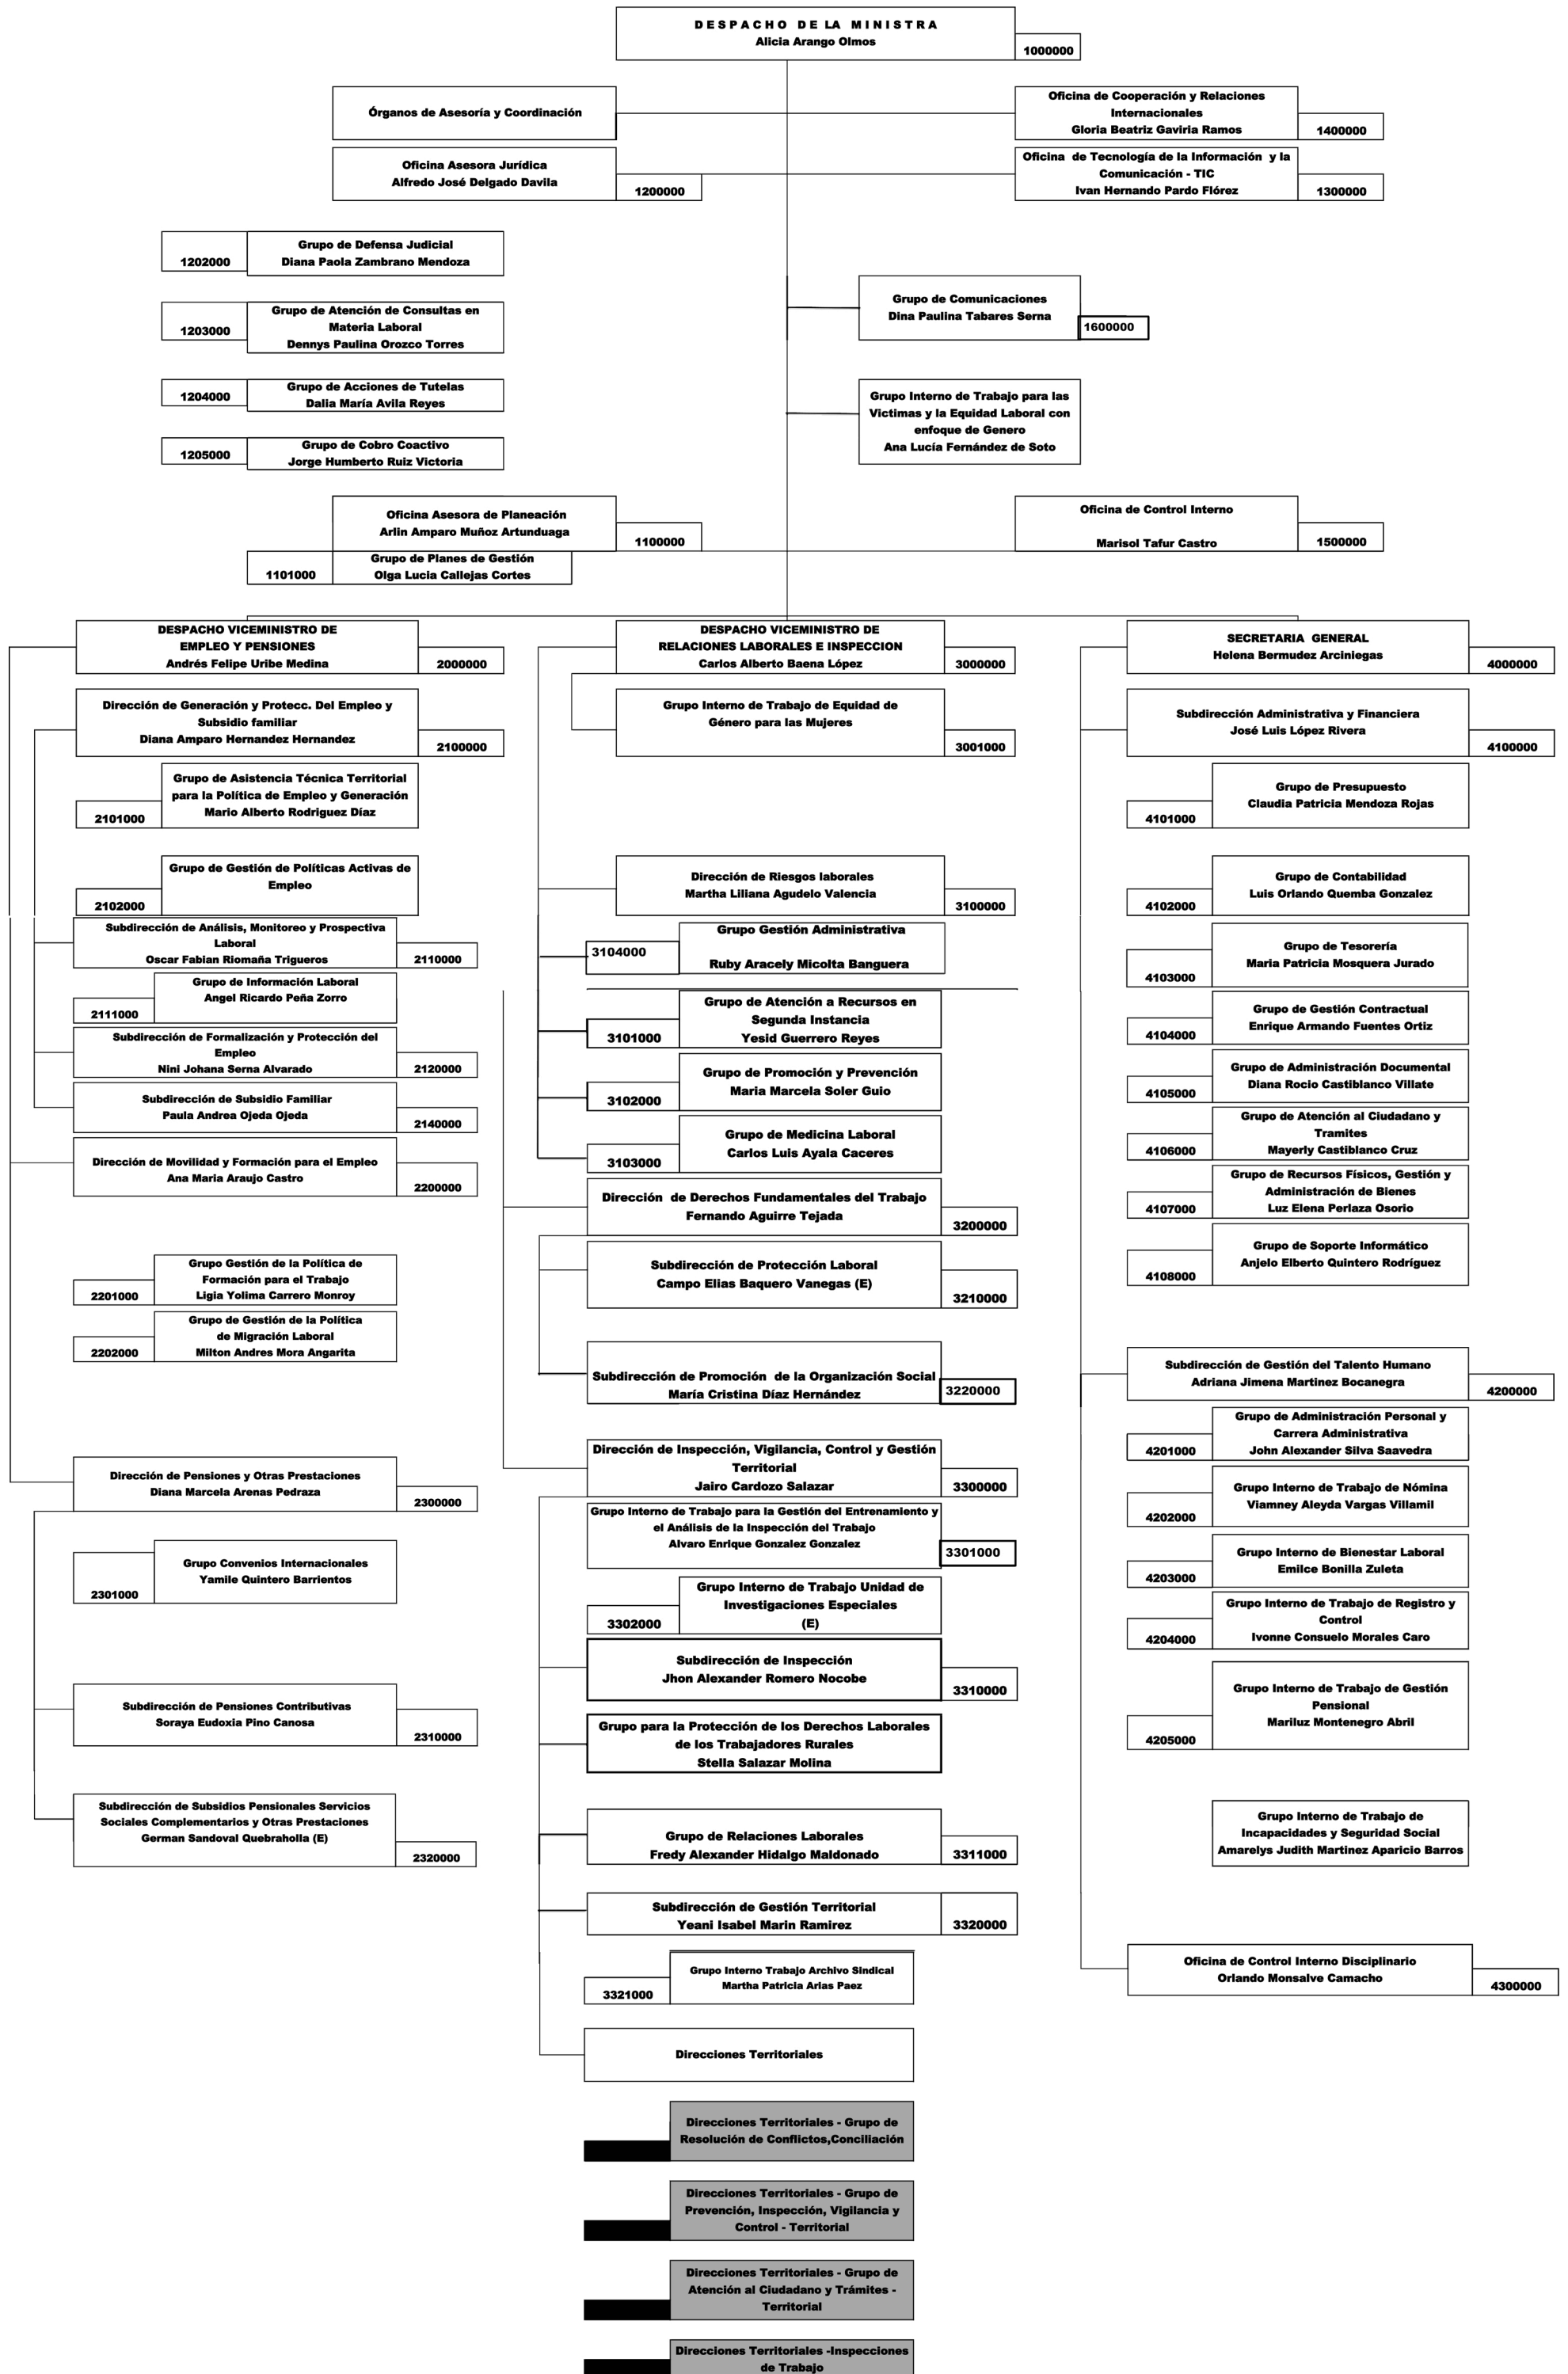 D E S P A C H O D E LA M I N I S T R A
Alicia Arango Olmos
1000000
Órganos de Asesoría y Coordinación
Oficina de Cooperación y Relaciones
Internacionales
Gloria Beatriz Gaviria Ramos
1400000
Oficina Asesora Jurídica
Alfredo José Delgado Davila
1200000
Oficina de Tecnología de la Información y la
Comunicación - TIC
Ivan Hernando Pardo Flórez
1300000
1202000
Grupo de Defensa Judicial
Diana Paola Zambrano Mendoza
1203000
Grupo de Atención de Consultas en
Materia Laboral
Dennys Paulina Orozco Torres
1204000
Grupo de Acciones de Tutelas
Dalia María Avila Reyes
1205000
Grupo de Cobro Coactivo
Jorge Humberto Ruiz Victoria
Grupo de Comunicaciones
Dina Paulina Tabares Serna
1600000
Grupo Interno de Trabajo para las
Victimas y la Equidad Laboral con
enfoque de Genero
Ana Lucía Fernández de Soto
Oficina Asesora de Planeación
Arlin Amparo Muñoz Artunduaga
1100000
1101000
Grupo de Planes de Gestión
Olga Lucia Callejas Cortes
Oficina de Control Interno
Marisol Tafur Castro
1500000
DESPACHO VICEMINISTRO DE
EMPLEO Y PENSIONES
Andrés Felipe Uribe Medina
2000000
Dirección de Generación y Protecc. Del Empleo y
Subsidio familiar
Diana Amparo Hernandez Hernandez
2100000
Grupo de Asistencia Técnica Territorial
para la Política de Empleo y Generación
Mario Alberto Rodriguez Díaz
2101000
Grupo de Gestión de Políticas Activas de
Empleo
2102000
Subdirección de Análisis, Monitoreo y Prospectiva
Laboral
Oscar Fabian Riomaña Trigueros
2110000
Grupo de Información Laboral
Angel Ricardo Peña Zorro
2111000
Subdirección de Formalización y Protección del
Empleo
Nini Johana Serna Alvarado
2120000
Subdirección de Subsidio Familiar
Paula Andrea Ojeda Ojeda
2140000
Dirección de Movilidad y Formación para el Empleo
Ana Maria Araujo Castro
2200000
Grupo Gestión de la Política de
Formación para el Trabajo
Ligia Yolima Carrero Monroy
2201000
Grupo de Gestión de la Política
de Migración Laboral
Milton Andres Mora Angarita
2202000
Dirección de Pensiones y Otras Prestaciones
Diana Marcela Arenas Pedraza
2300000
Grupo Convenios Internacionales
Yamile Quintero Barrientos
2301000
Subdirección de Pensiones Contributivas
Soraya Eudoxia Pino Canosa
2310000
Subdirección de Subsidios Pensionales Servicios
Sociales Complementarios y Otras Prestaciones
German Sandoval Quebraholla (E)
2320000
DESPACHO VICEMINISTRO DE
RELACIONES LABORALES E INSPECCION
Carlos Alberto Baena López
3000000
Grupo Interno de Trabajo de Equidad de
Género para las Mujeres
3001000
Dirección de Riesgos laborales
Martha Liliana Agudelo Valencia
3100000
3104000
Grupo Gestión Administrativa
Ruby Aracely Micolta Banguera
Grupo de Atención a Recursos en
Segunda Instancia
Yesid Guerrero Reyes
3101000
Grupo de Promoción y Prevención
Maria Marcela Soler Guio
3102000
Grupo de Medicina Laboral
Carlos Luis Ayala Caceres
3103000
Dirección de Derechos Fundamentales del Trabajo
Fernando Aguirre Tejada
3200000
Subdirección de Protección Laboral
Campo Elias Baquero Vanegas (E)
3210000
Subdirección de Promoción de la Organización Social
María Cristina Díaz Hernández
3220000
Dirección de Inspección, Vigilancia, Control y Gestión
Territorial
Jairo Cardozo Salazar
3300000
Grupo Interno de Trabajo para la Gestión del Entrenamiento y
el Análisis de la Inspección del Trabajo
Alvaro Enrique Gonzalez Gonzalez
3301000
Grupo Interno de Trabajo Unidad de
Investigaciones Especiales
(E)
3302000
Subdirección de Inspección
Jhon Alexander Romero Nocobe
3310000
Grupo para la Protección de los Derechos Laborales
de los Trabajadores Rurales
Stella Salazar Molina
Grupo de Relaciones Laborales
Fredy Alexander Hidalgo Maldonado
3311000
Subdirección de Gestión Territorial
Yeani Isabel Marin Ramirez
3320000
Grupo Interno Trabajo Archivo Sindical
Martha Patricia Arias Paez
3321000
Direcciones Territoriales
Direcciones Territoriales - Grupo de
Resolución de Conflictos,Conciliación
Direcciones Territoriales - Grupo de
Prevención, Inspección, Vigilancia y
Control - Territorial
Direcciones Territoriales - Grupo de
Atención al Ciudadano y Trámites -
Territorial
Direcciones Territoriales -Inspecciones
de Trabajo
SECRETARIA GENERAL
Helena Bermudez Arciniegas
4000000
Subdirección Administrativa y Financiera
José Luis López Rivera
4100000
Grupo de Presupuesto
Claudia Patricia Mendoza Rojas
4101000
Grupo de Contabilidad
Luis Orlando Quemba Gonzalez
4102000
Grupo de Tesorería
Maria Patricia Mosquera Jurado
4103000
Grupo de Gestión Contractual
Enrique Armando Fuentes Ortiz
4104000
Grupo de Administración Documental
Diana Rocio Castiblanco Villate
4105000
Grupo de Atención al Ciudadano y
Tramites
Mayerly Castiblanco Cruz
4106000
Grupo de Recursos Físicos, Gestión y
Administración de Bienes
Luz Elena Perlaza Osorio
4107000
Grupo de Soporte Informático
Anjelo Elberto Quintero Rodríguez
4108000
Subdirección de Gestión del Talento Humano
Adriana Jimena Martinez Bocanegra
4200000
Grupo de Administración Personal y
Carrera Administrativa
John Alexander Silva Saavedra
4201000
Grupo Interno de Trabajo de Nómina
Viamney Aleyda Vargas Villamil
4202000
Grupo Interno de Bienestar Laboral
Emilce Bonilla Zuleta
4203000
Grupo Interno de Trabajo de Registro y
Control
Ivonne Consuelo Morales Caro
4204000
Grupo Interno de Trabajo de Gestión
Pensional
Mariluz Montenegro Abril
4205000
Grupo Interno de Trabajo de
Incapacidades y Seguridad Social
Amarelys Judith Martinez Aparicio Barros
Oficina de Control Interno Disciplinario
Orlando Monsalve Camacho
4300000